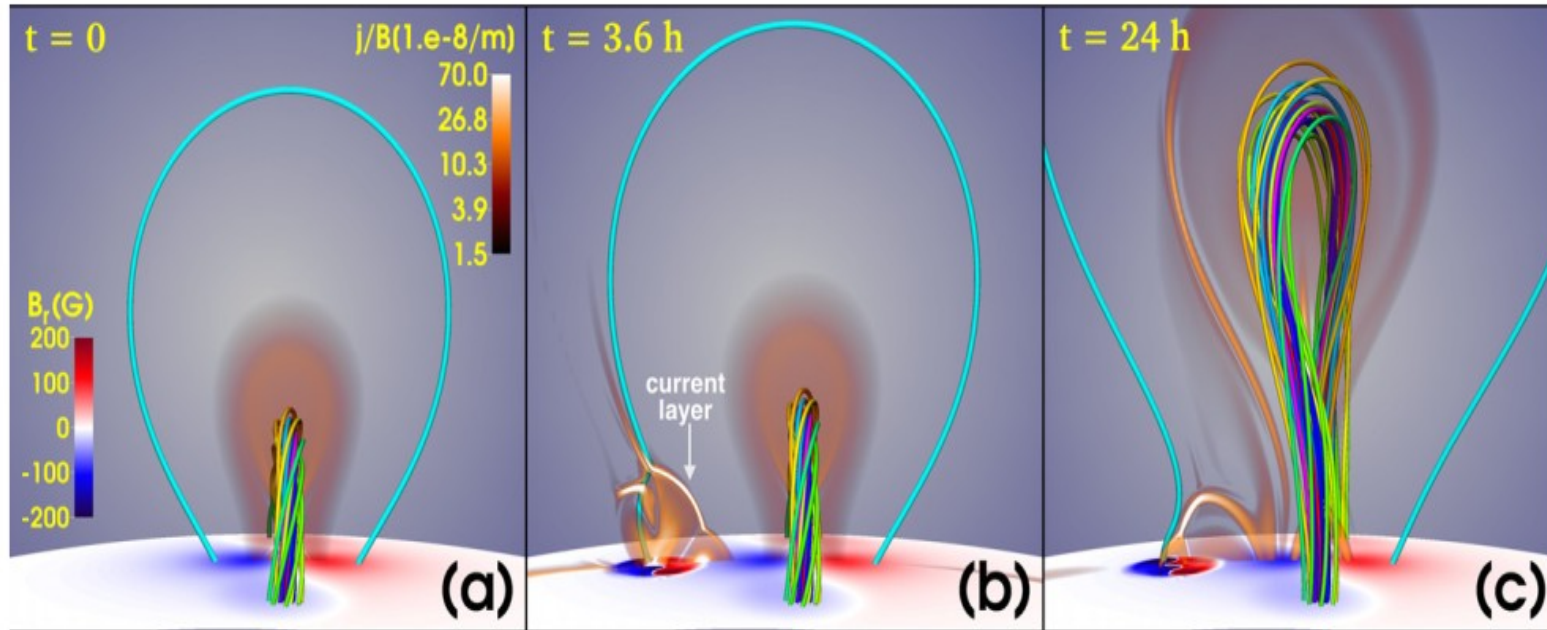 t = 0
j/B(1.e-8/m)
70.0
26.8
10.3
3.9
1.5
Br(G)
200
100
0
-100
-200
(a)
t = 3.6 h
current
layer
(b)
t = 24 h
(c)